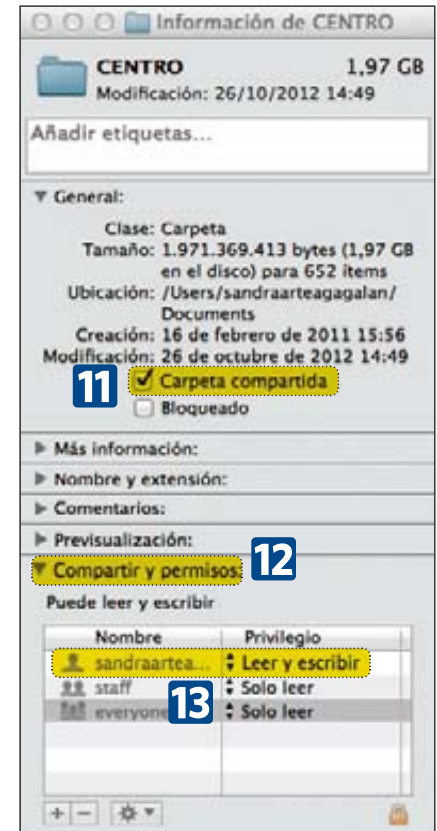 Información de CENTRO
CENTRO 1,97 GB
Modificación: 26/10/2012 14:49
Añadir etiquetas...
General:
Clase: Carpeta
Tamaño: 1.971.369.413 bytes (1,97 GB
en el disco) para 652 ítems
Ubicación: /Users/sandraarteagagalan/
Documents
Creación: 16 de febrero de 2011 15:56
Modificación: 26 de octubre de 2012 14:49
11 Carpeta compartida
Bloqueado
Más información:
Nombre y extensión:
Comentarios:
Previsualización:
Compartir y permisos: 12
Puede leer y escribir
Nombre Privilegio
sandraartea... Leer y escribir
staff Solo leer
everyone 13 Solo leer